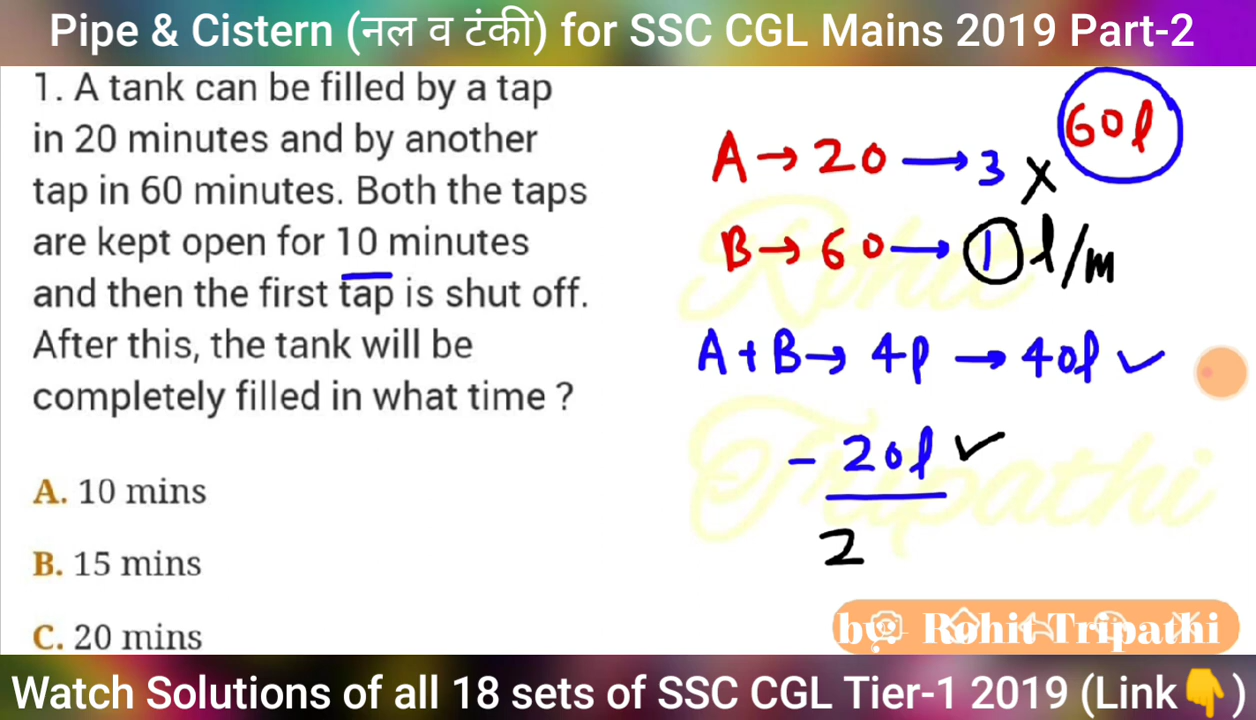 Pipe & Cistern (नल व टंकी) for SSC CGL Mains 2019 Part-2
1. A tank can be filled by a tap
in 20 minutes and by another
tap in 60 minutes. Both the taps
are kept open for 10 minutes
and then the first tap is shut off.
After this, the tank will be
completely filled in what time ?
A. 10 mins
B. 15 mins
C. 20 mins
60l
A → 20 → 3 x
B → 60 → 1 l/m
A + B → 4l → 40l ✓
- 20l ✓
2
Rohit
Tripathi
by: Rohit Tripathi
Watch Solutions of all 18 sets of SSC CGL Tier-1 2019 (Link👇)